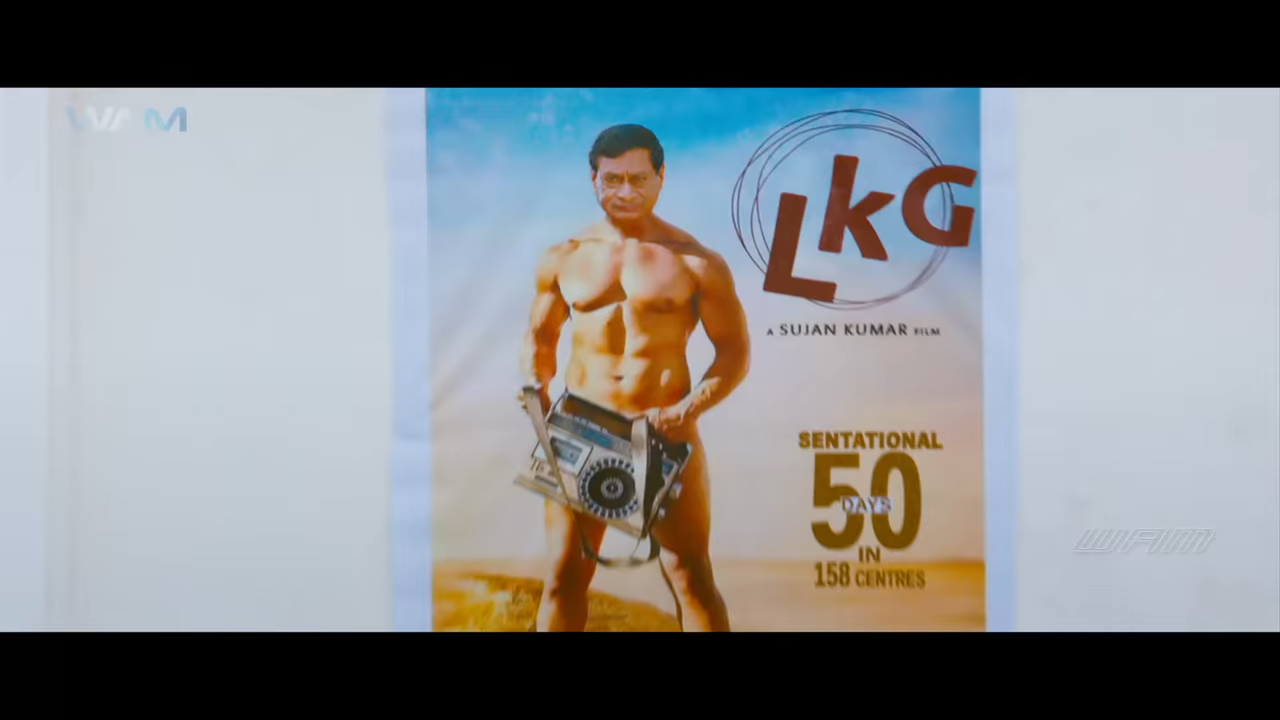 WAM
LKG
A SUJAN KUMAR FILM
SENTATIONAL
50
DAYS
IN
158 CENTRES
WAM